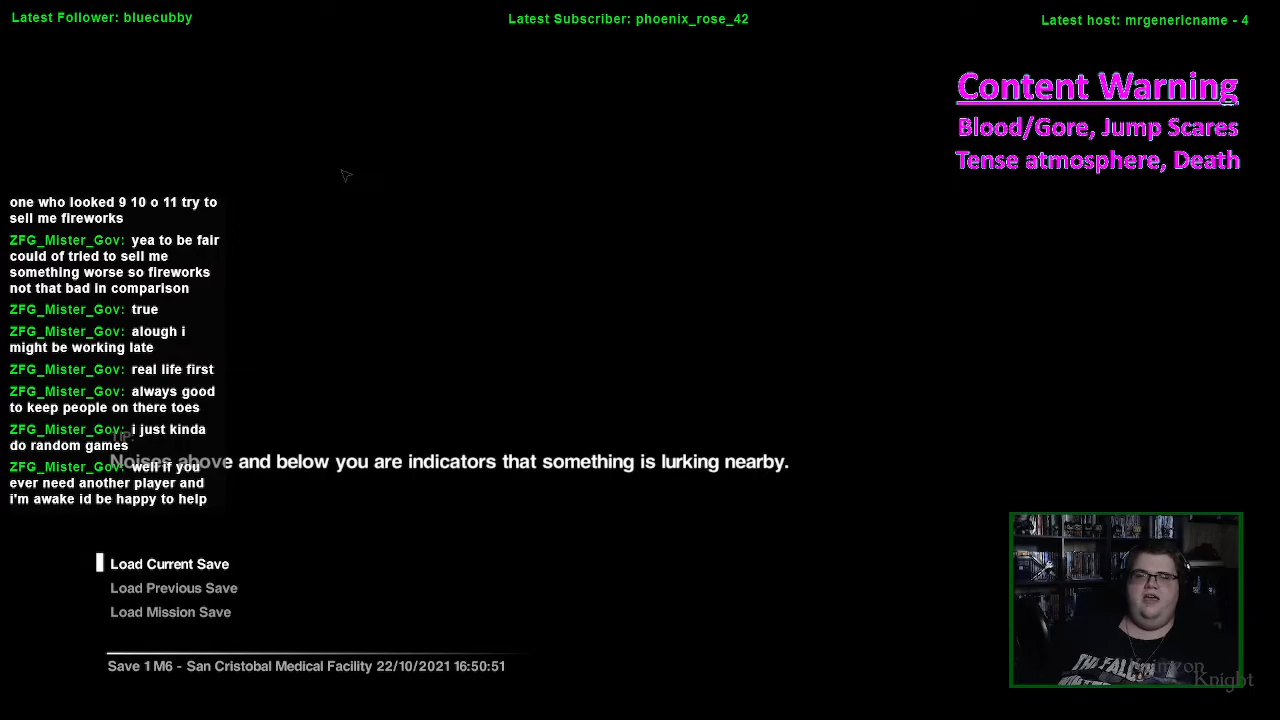 Latest Follower: bluecubby
Latest Subscriber: phoenix_rose_42
Latest host: mrgenericname - 4
Content Warning
Blood/Gore, Jump Scares
Tense atmosphere, Death
one who looked 9 10 o 11 try to
sell me fireworks
ZFG_Mister_Gov: yea to be fair
could of tried to sell me
something worse so fireworks
not that bad in comparison
ZFG_Mister_Gov: true
ZFG_Mister_Gov: alough i
might be working late
ZFG_Mister_Gov: real life first
ZFG_Mister_Gov: always good
to keep people on there toes
ZFG_Mister_Gov: i just kinda
do random games
ZFG_Mister_Gov: well if you
ever need another player and
i'm awake id be happy to help
TIP:
Noises above and below you are indicators that something is lurking nearby.
Load Current Save
Load Previous Save
Load Mission Save
Save 1 M6 - San Cristobal Medical Facility 22/10/2021 16:50:51
THE FALCON
Knight